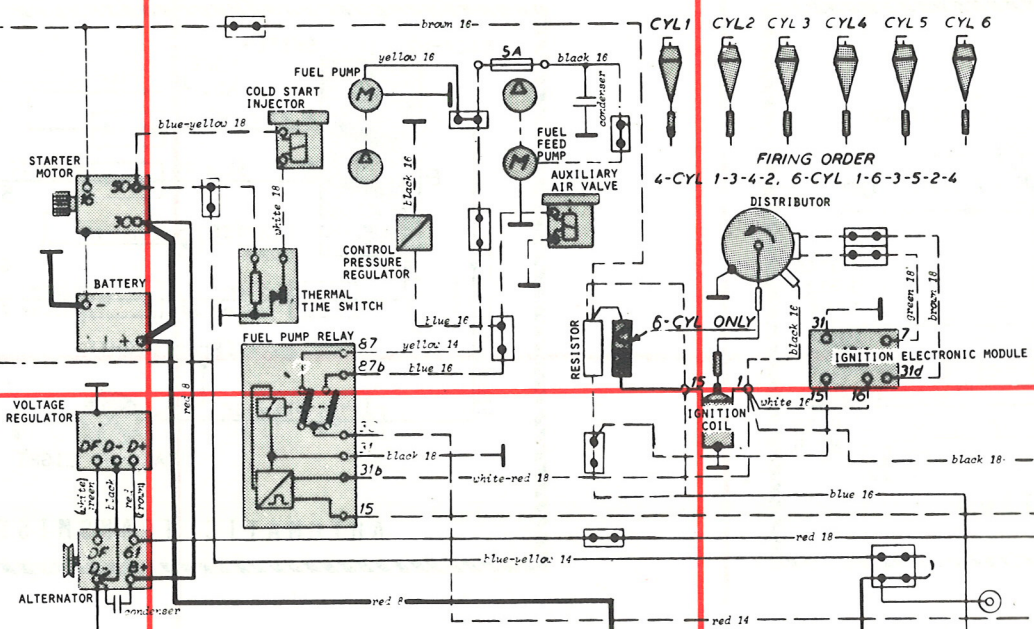 brown 16
CYL 1 CYL 2 CYL 3 CYL 4 CYL 5 CYL 6
yellow 16
5A
black 16
FUEL PUMP
M
COLD START
INJECTOR
condenser
blue-yellow 18
FUEL
FEED
PUMP
M
FIRING ORDER
4-CYL 1-3-4-2, 6-CYL 1-6-3-5-2-4
STARTER
MOTOR
50
16
30
black 16
AUXILIARY
AIR VALVE
DISTRIBUTOR
white 18
CONTROL
PRESSURE
REGULATOR
BATTERY
-
+
THERMAL
TIME SWITCH
blue 16
green 18
brown 18
black 16
FUEL PUMP RELAY
87
yellow 14
87b
blue 16
RESISTOR
6-CYL ONLY
31
7
IGNITION ELECTRONIC MODULE
31d
15
16
15
1
white 16
IGNITION
COIL
red 8
VOLTAGE
REGULATOR
DF D- D+
30
31
black 18
31b
white-red 18
black 18
15
blue 16
white
green
black
red
brown
DF
61
D-
B+
red 18
blue-yellow 14
ALTERNATOR
condenser
red 8
red 14